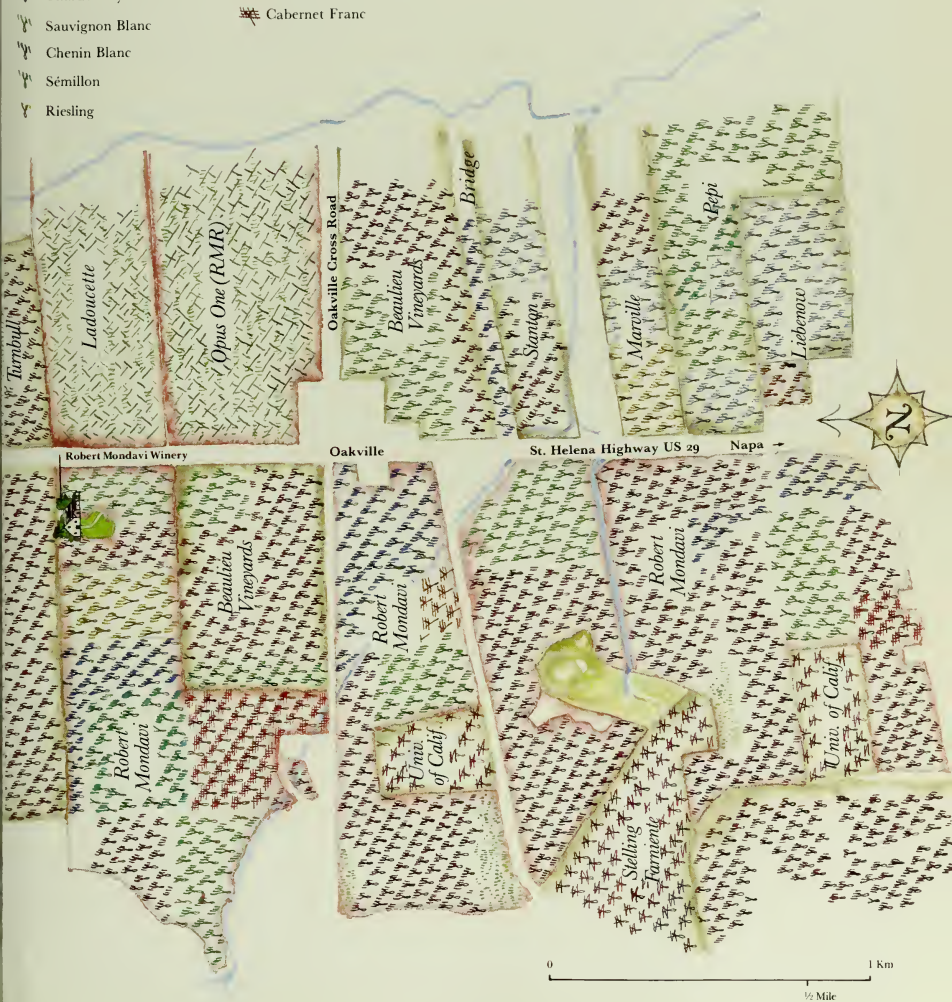 Sauvignon Blanc
Chenin Blanc
Sémillon
Riesling
Cabernet Franc
Turnbull
Ladoucette
Opus One (RMR)
Oakville Cross Road
Beaulieu
Vineyards
Bridge
Stanton
Marville
Pepi
Liebenow
N
Robert Mondavi Winery
Oakville
St. Helena Highway US 29
Napa →
Beaulieu
Vineyards
Robert
Mondavi
Robert
Mondavi
Robert
Mondavi
Univ.
of Calif
Univ. of Calif
Stelling
Farniente
0
1 Km
½ Mile